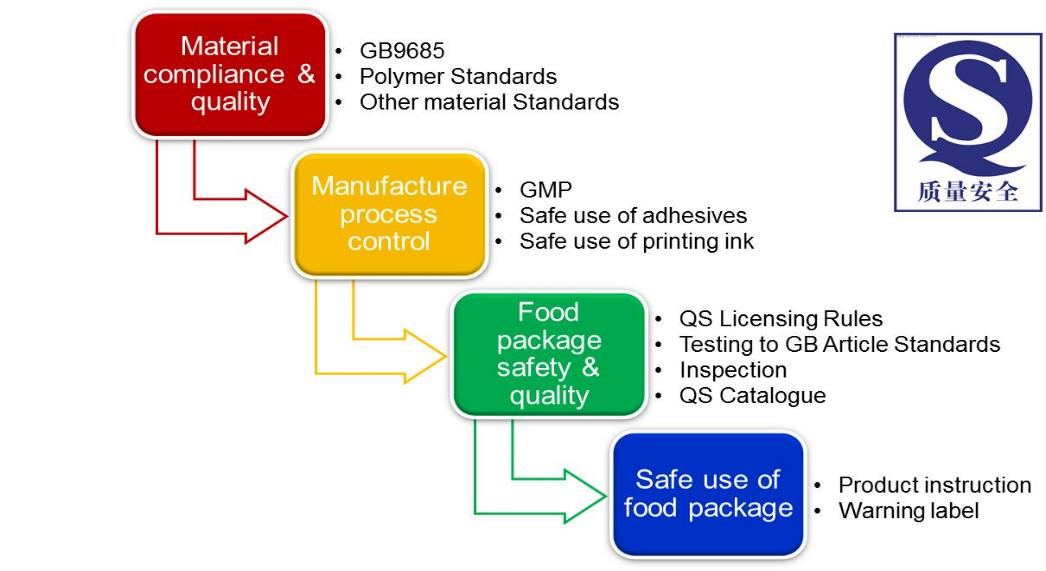 Material
compliance &
quality
• GB9685
• Polymer Standards
• Other material Standards
QS
质量安全
Manufacture
process
control
• GMP
• Safe use of adhesives
• Safe use of printing ink
Food
package
safety &
quality
• QS Licensing Rules
• Testing to GB Article Standards
• Inspection
• QS Catalogue
Safe use of
food package
• Product instruction
• Warning label